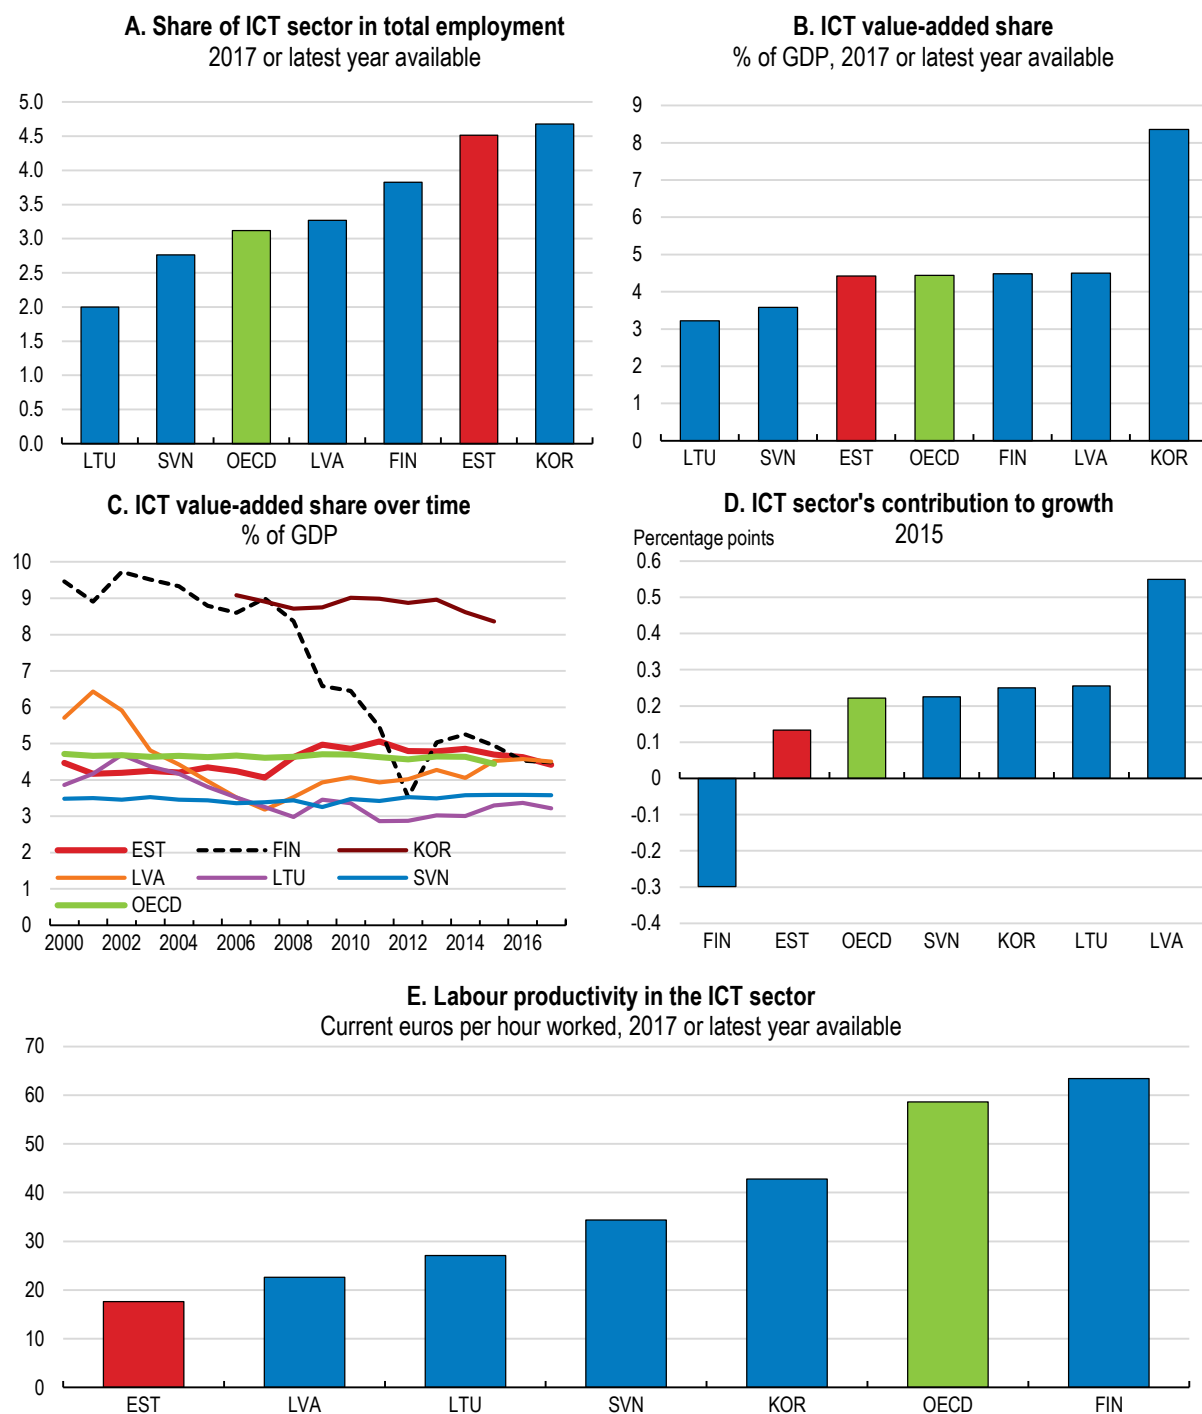 A. Share of ICT sector in total employment
2017 or latest year available
5.0
4.5
4.0
3.5
3.0
2.5
2.0
1.5
1.0
0.5
0.0
LTU SVN OECD LVA FIN EST KOR
B. ICT value-added share
% of GDP, 2017 or latest year available
9
8
7
6
5
4
3
2
1
0
LTU SVN EST OECD FIN LVA KOR
C. ICT value-added share over time
% of GDP
10
9
8
7
6
5
4
3
2
1
0
EST FIN KOR
LVA LTU SVN
OECD
2000 2002 2004 2006 2008 2010 2012 2014 2016
D. ICT sector's contribution to growth
2015
Percentage points
0.6
0.5
0.4
0.3
0.2
0.1
0
-0.1
-0.2
-0.3
-0.4
FIN EST OECD SVN KOR LTU LVA
E. Labour productivity in the ICT sector
Current euros per hour worked, 2017 or latest year available
70
60
50
40
30
20
10
0
EST LVA LTU SVN KOR OECD FIN